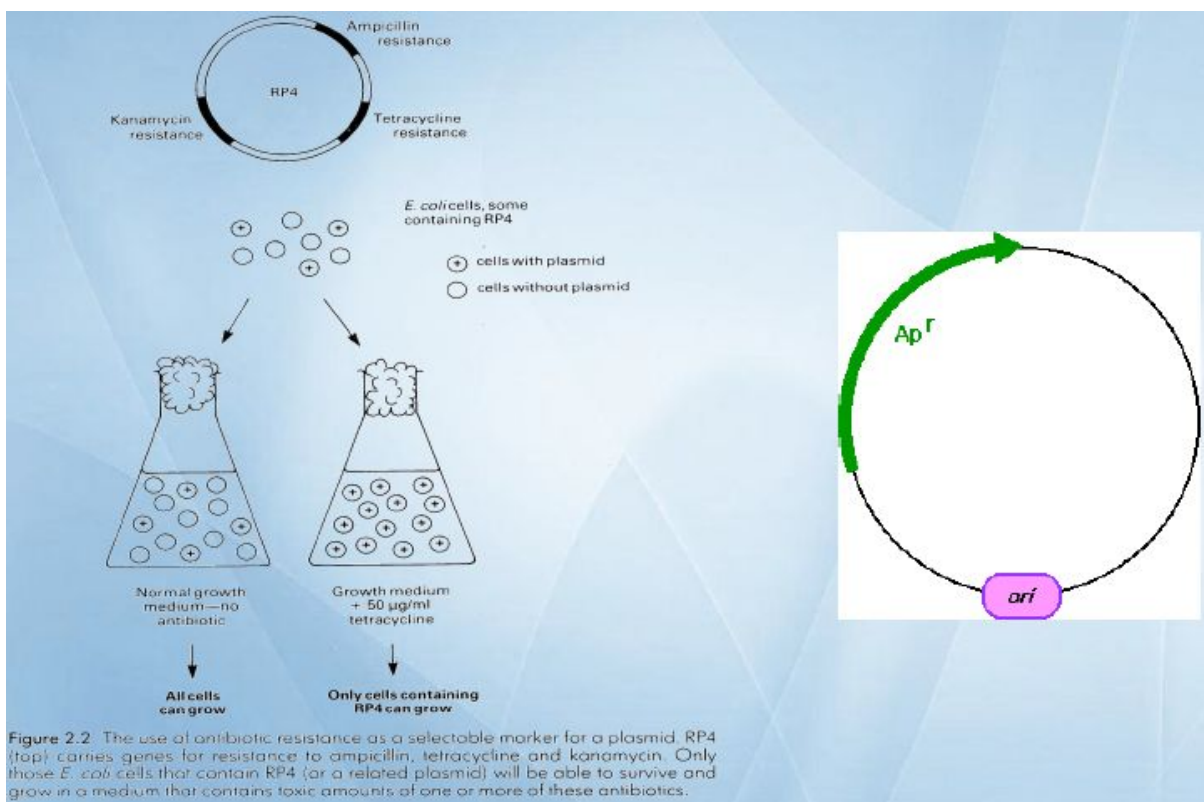 Ampicillin
resistance
RP4
Kanamycin
resistance
Tetracycline
resistance
E. coli cells, some
containing RP4
cells with plasmid
cells without plasmid
Normal growth
medium—no
antibiotic
Growth medium
+ 50 µg/ml
tetracycline
All cells
can grow
Only cells containing
RP4 can grow
Figure 2.2 The use of antibiotic resistance as a selectable marker for a plasmid. RP4
(top) carries genes for resistance to ampicillin, tetracycline and kanamycin. Only
those E. coli cells that contain RP4 (or a related plasmid) will be able to survive and
grow in a medium that contains toxic amounts of one or more of these antibiotics.
Ap r
ori